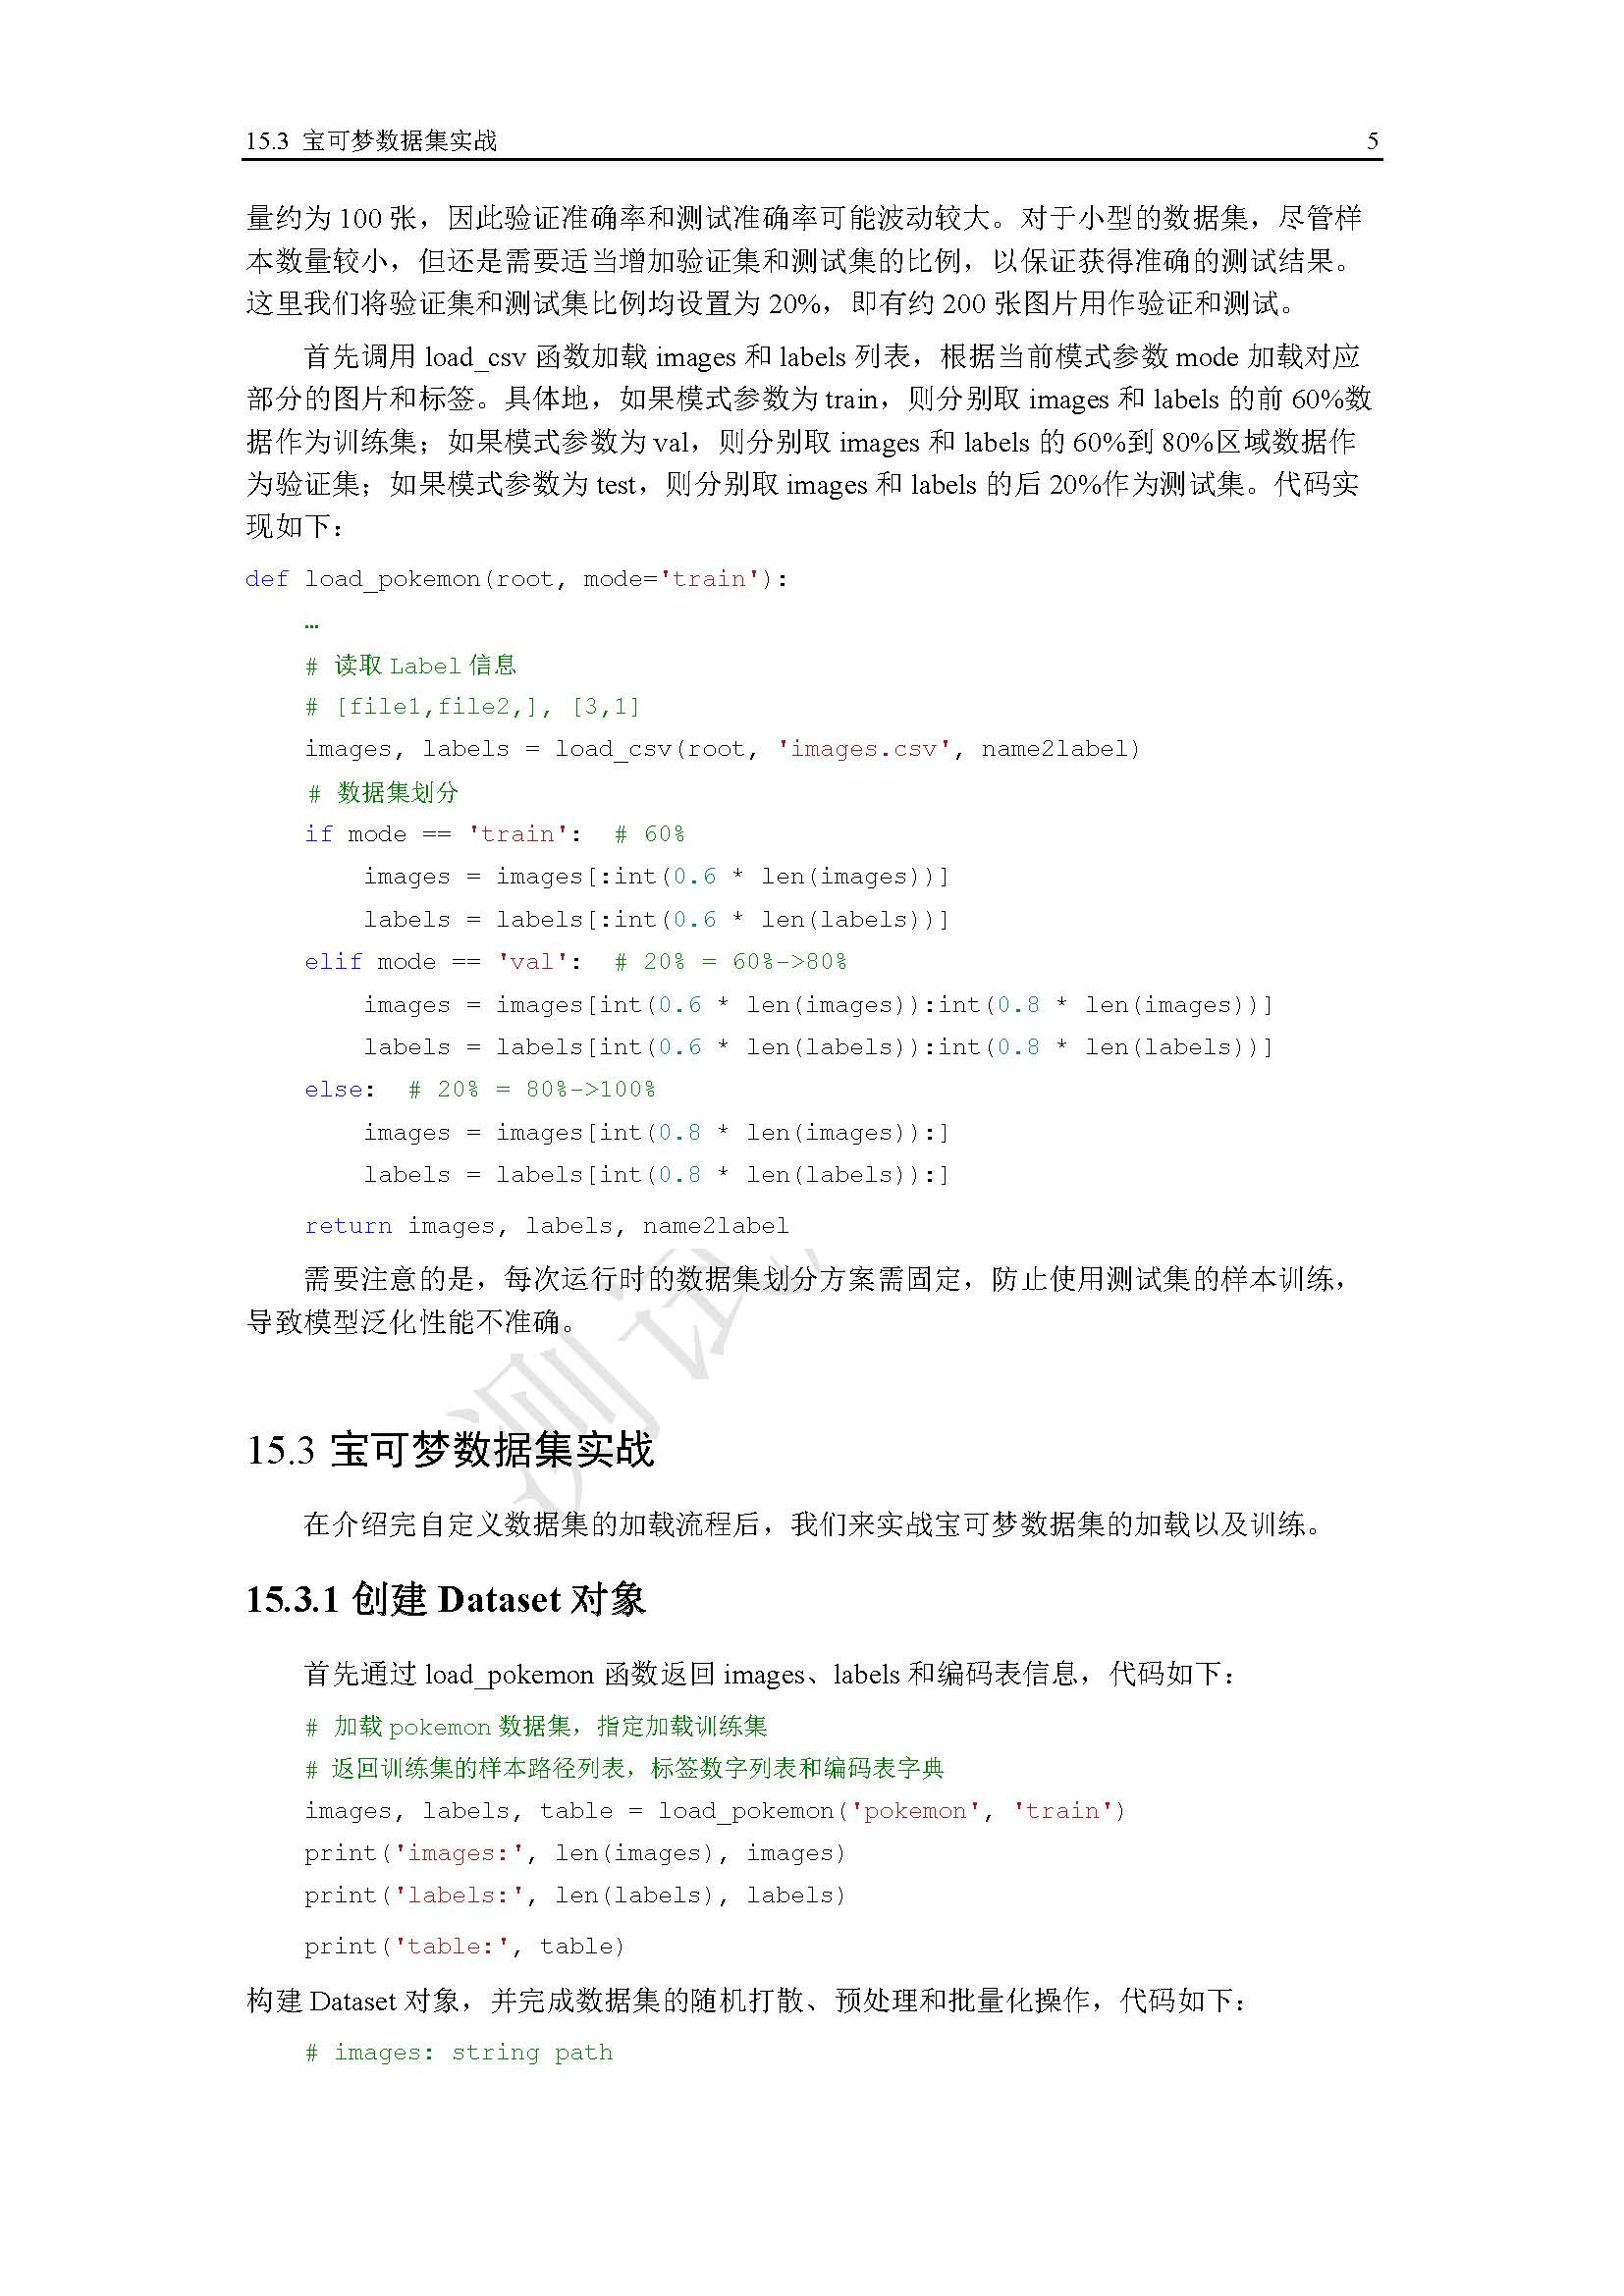 15.3 宝可梦数据集实战 5
量约为 100 张，因此验证准确率和测试准确率可能波动较大。对于小型的数据集，尽管样
本数量较小，但还是需要适当增加验证集和测试集的比例，以保证获得准确的测试结果。
这里我们将验证集和测试集比例均设置为 20%，即有约 200 张图片用作验证和测试。
首先调用 load_csv 函数加载 images 和 labels 列表，根据当前模式参数 mode 加载对应
部分的图片和标签。具体地，如果模式参数为 train，则分别取 images 和 labels 的前 60%数
据作为训练集；如果模式参数为 val，则分别取 images 和 labels 的 60%到 80%区域数据作
为验证集；如果模式参数为 test，则分别取 images 和 labels 的后 20%作为测试集。代码实
现如下：
def load_pokemon(root, mode='train'):
…
# 读取 Label 信息
# [file1,file2,], [3,1]
images, labels = load_csv(root, 'images.csv', name2label)
# 数据集划分
if mode == 'train':  # 60%
images = images[:int(0.6 * len(images))]
labels = labels[:int(0.6 * len(labels))]
elif mode == 'val':  # 20% = 60%->80%
images = images[int(0.6 * len(images)):int(0.8 * len(images))]
labels = labels[int(0.6 * len(labels)):int(0.8 * len(labels))]
else:  # 20% = 80%->100%
images = images[int(0.8 * len(images)):]
labels = labels[int(0.8 * len(labels)):]
return images, labels, name2label
需要注意的是，每次运行时的数据集划分方案需固定，防止使用测试集的样本训练，
导致模型泛化性能不准确。
测试
15.3 宝可梦数据集实战
在介绍完自定义数据集的加载流程后，我们来实战宝可梦数据集的加载以及训练。
15.3.1 创建 Dataset 对象
首先通过 load_pokemon 函数返回 images、labels 和编码表信息，代码如下：
# 加载 pokemon 数据集，指定加载训练集
# 返回训练集的样本路径列表，标签数字列表和编码表字典
images, labels, table = load_pokemon('pokemon', 'train')
print('images:', len(images), images)
print('labels:', len(labels), labels)
print('table:', table)
构建 Dataset 对象，并完成数据集的随机打散、预处理和批量化操作，代码如下：
# images: string path